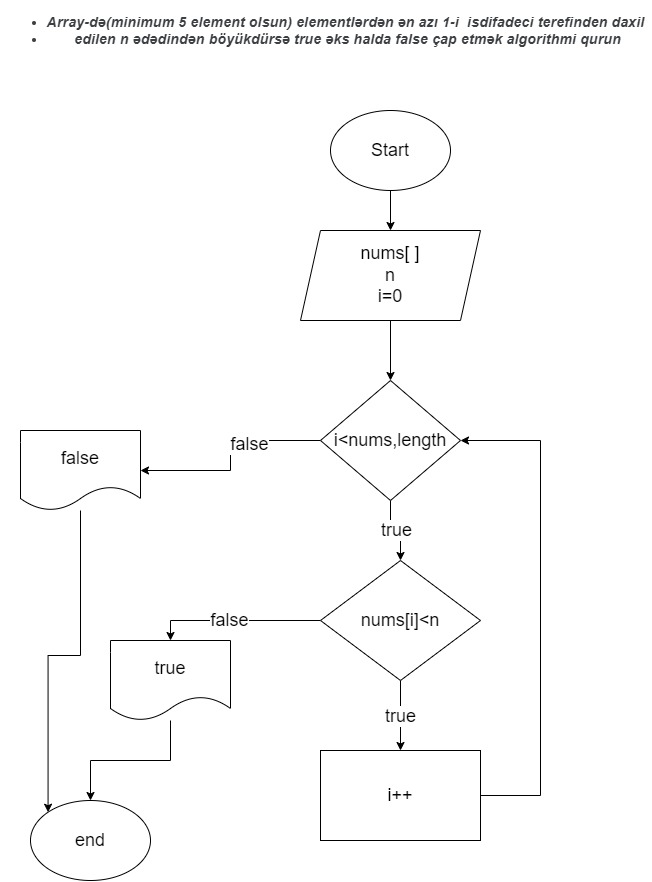 Array-də(minimum 5 element olsun) elementlərdən ən azı 1-i isdifadeci terefinden daxil
edilen n ədədindən böyükdürsə true əks halda false çap etmək algorithmi qurun
Start
nums[ ]
n
i=0
i<nums,length
false
false
true
nums[i]<n
false
true
true
i++
end